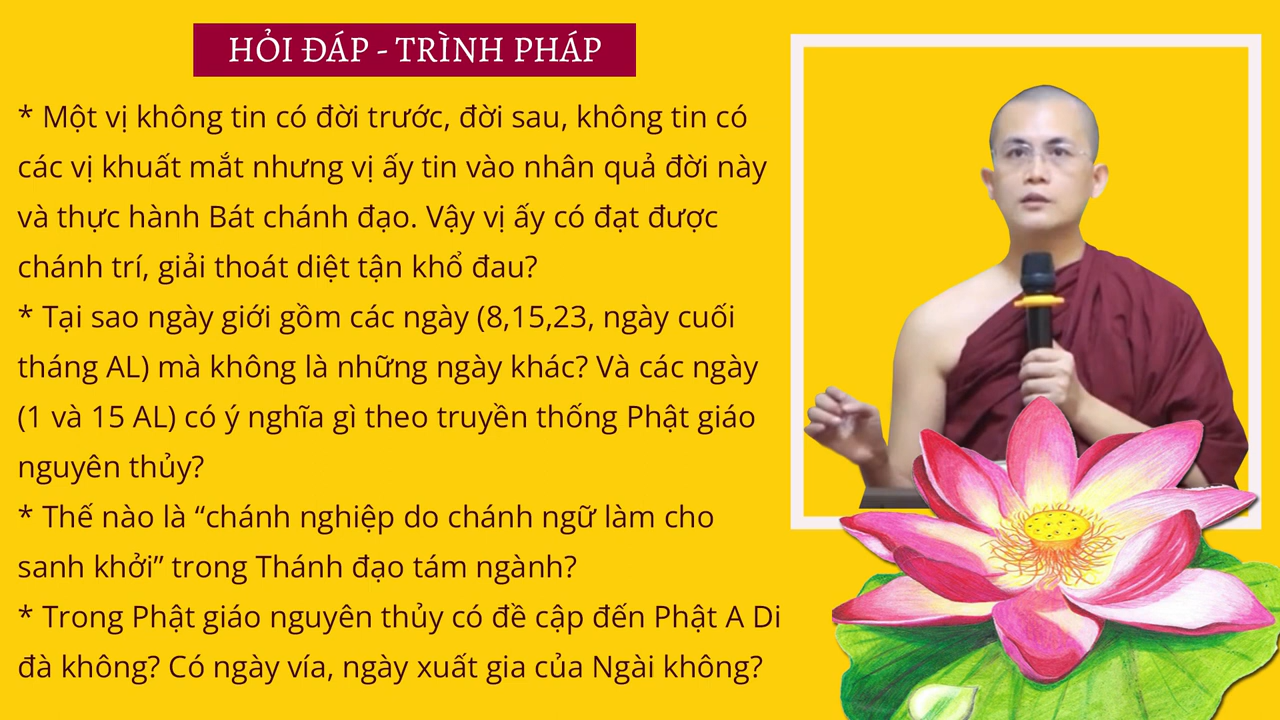 HỎI ĐÁP - TRÌNH PHÁP
* Một vị không tin có đời trước, đời sau, không tin có
các vị khuất mắt nhưng vị ấy tin vào nhân quả đời này
và thực hành Bát chánh đạo. Vậy vị ấy có đạt được
chánh trí, giải thoát diệt tận khổ đau?
* Tại sao ngày giới gồm các ngày (8,15,23, ngày cuối
tháng AL) mà không là những ngày khác? Và các ngày
(1 và 15 AL) có ý nghĩa gì theo truyền thống Phật giáo
nguyên thủy?
* Thế nào là “chánh nghiệp do chánh ngữ làm cho
sanh khởi” trong Thánh đạo tám ngành?
* Trong Phật giáo nguyên thủy có đề cập đến Phật A Di
đà không? Có ngày vía, ngày xuất gia của Ngài không?